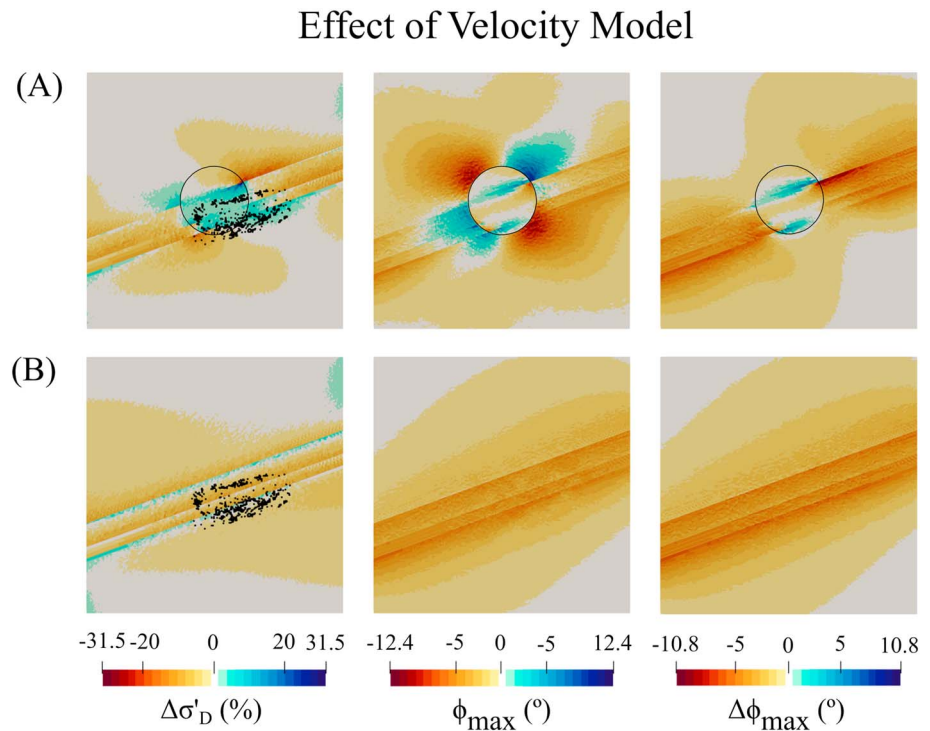 Effect of Velocity Model
(A)
(B)
-31.5 -20 0 20 31.5
Δσ'D (%)
-12.4 -5 0 -5 12.4
ϕmax (º)
-10.8 -5 0 5 10.8
Δϕmax (º)